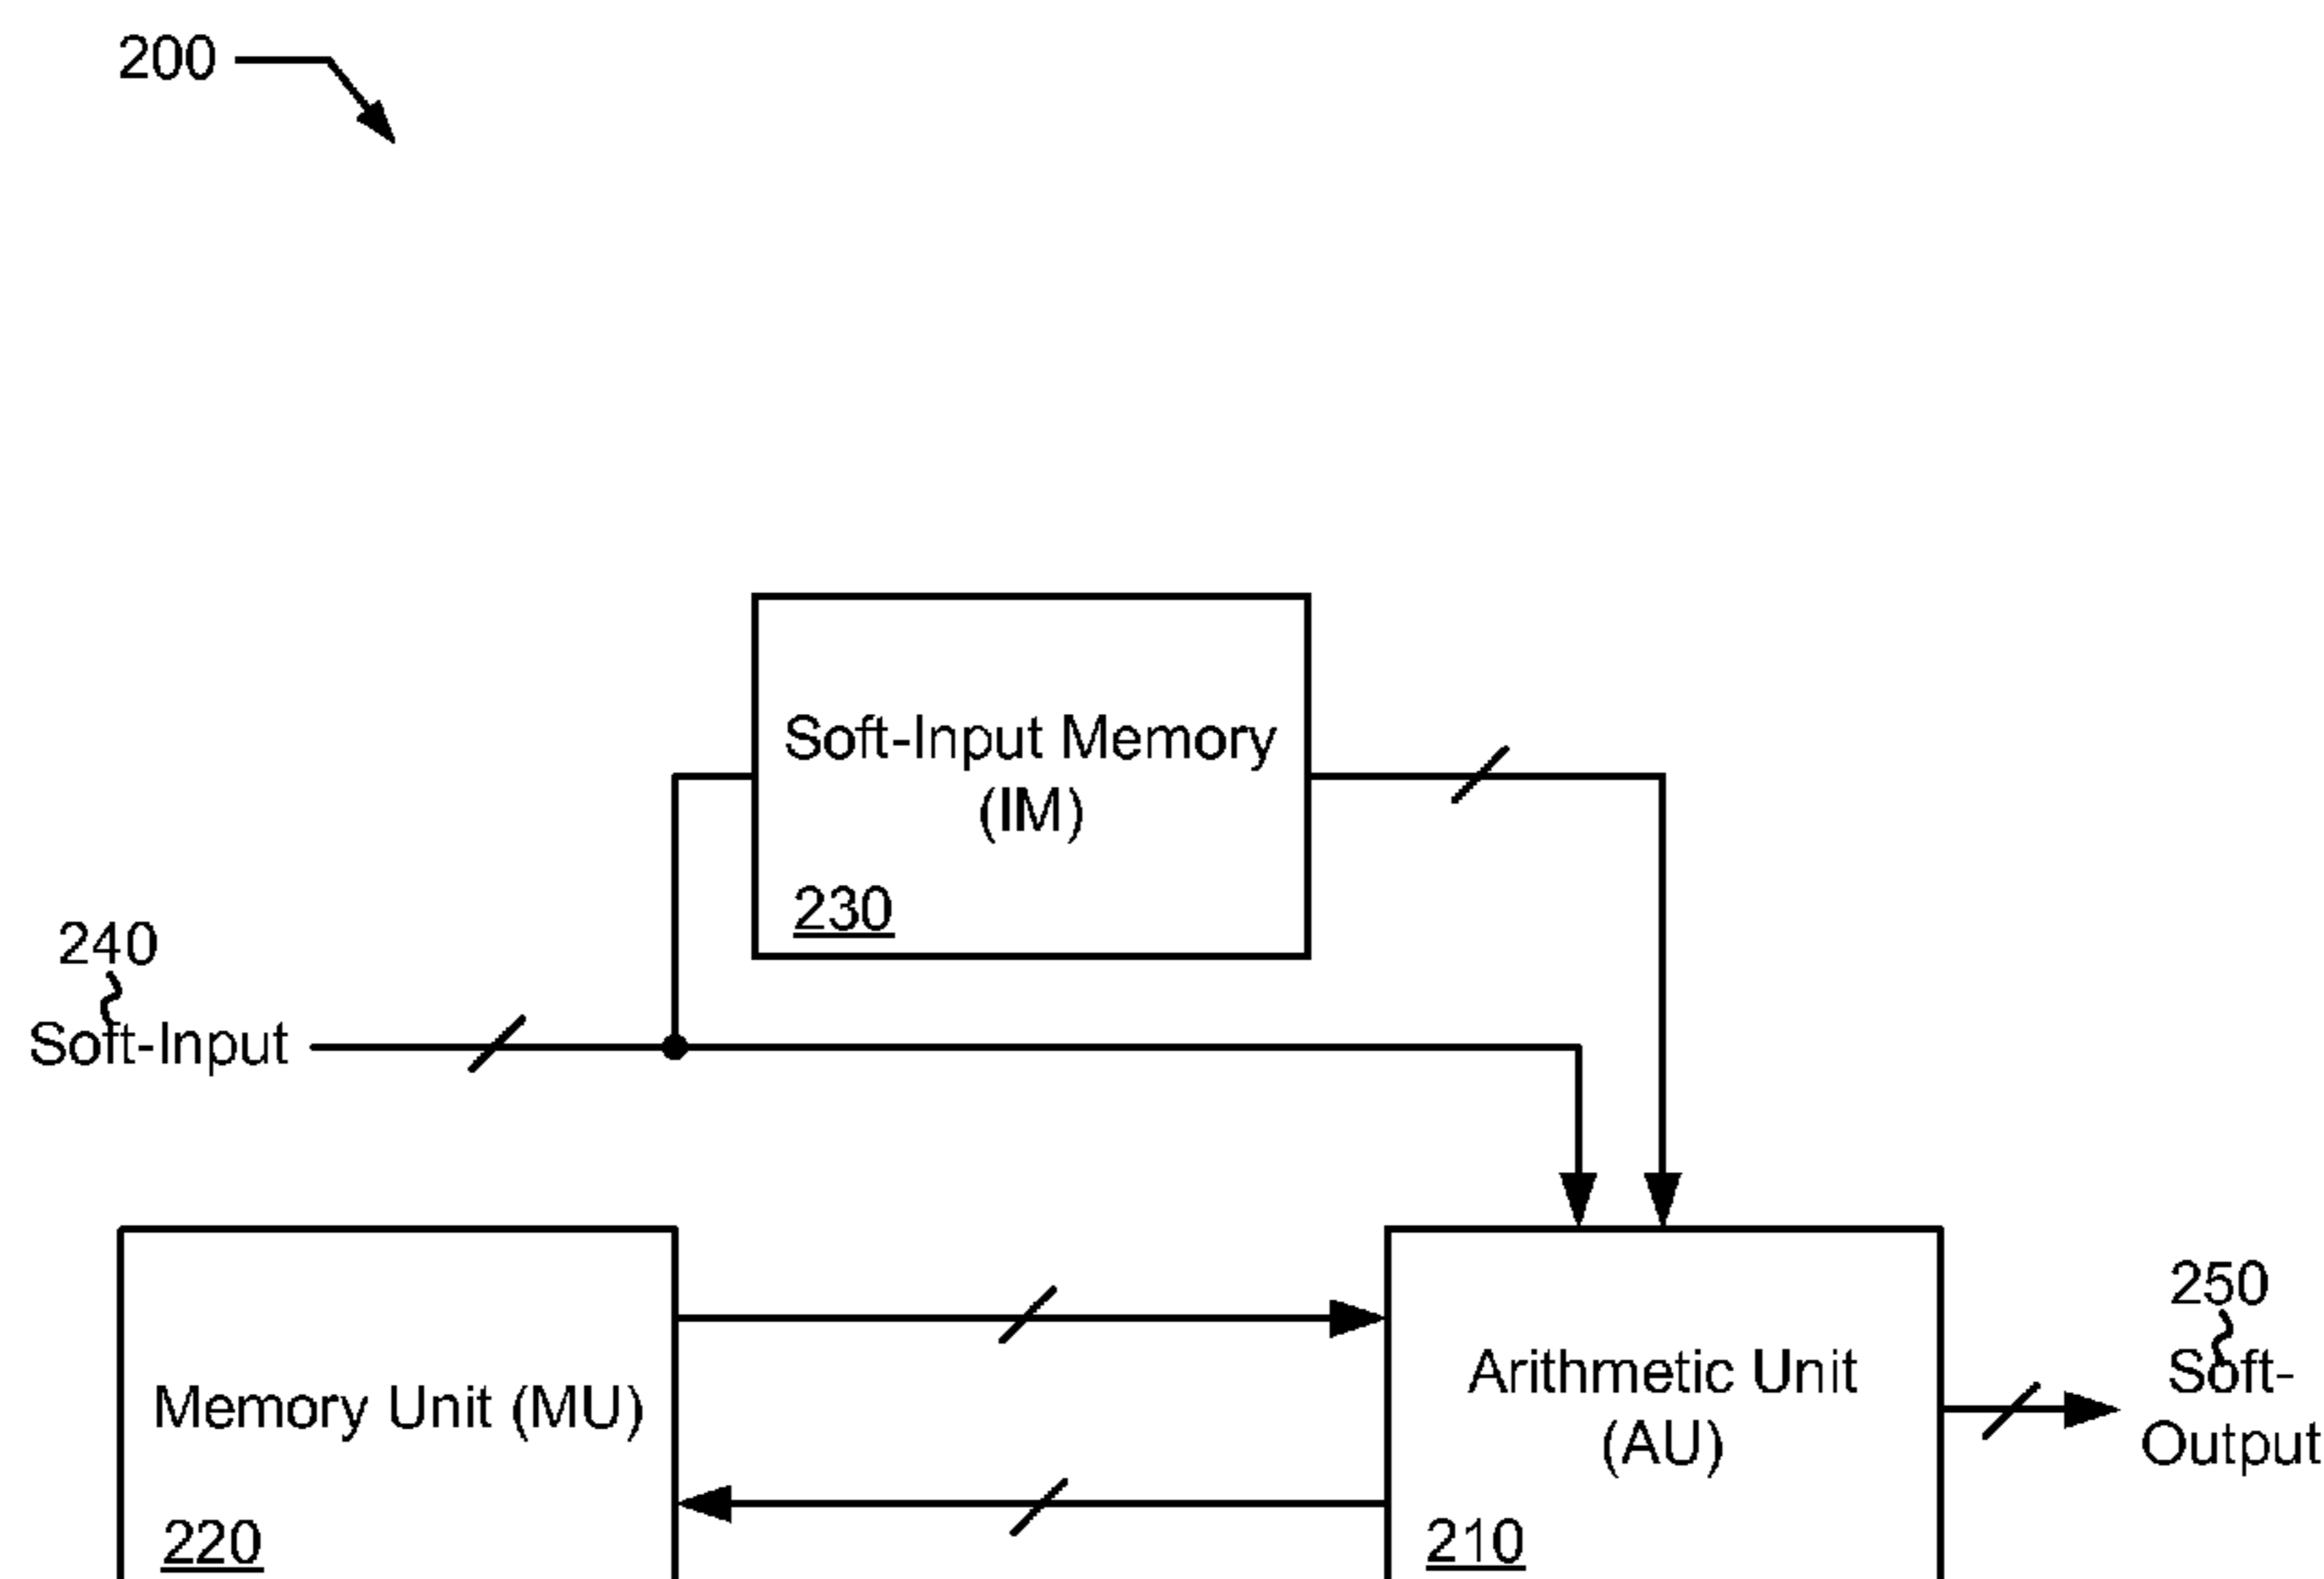 200
Soft-Input Memory
(IM)
230
240
Soft-Input
Memory Unit (MU)
220
Arithmetic Unit
(AU)
210
250
Soft-
Output